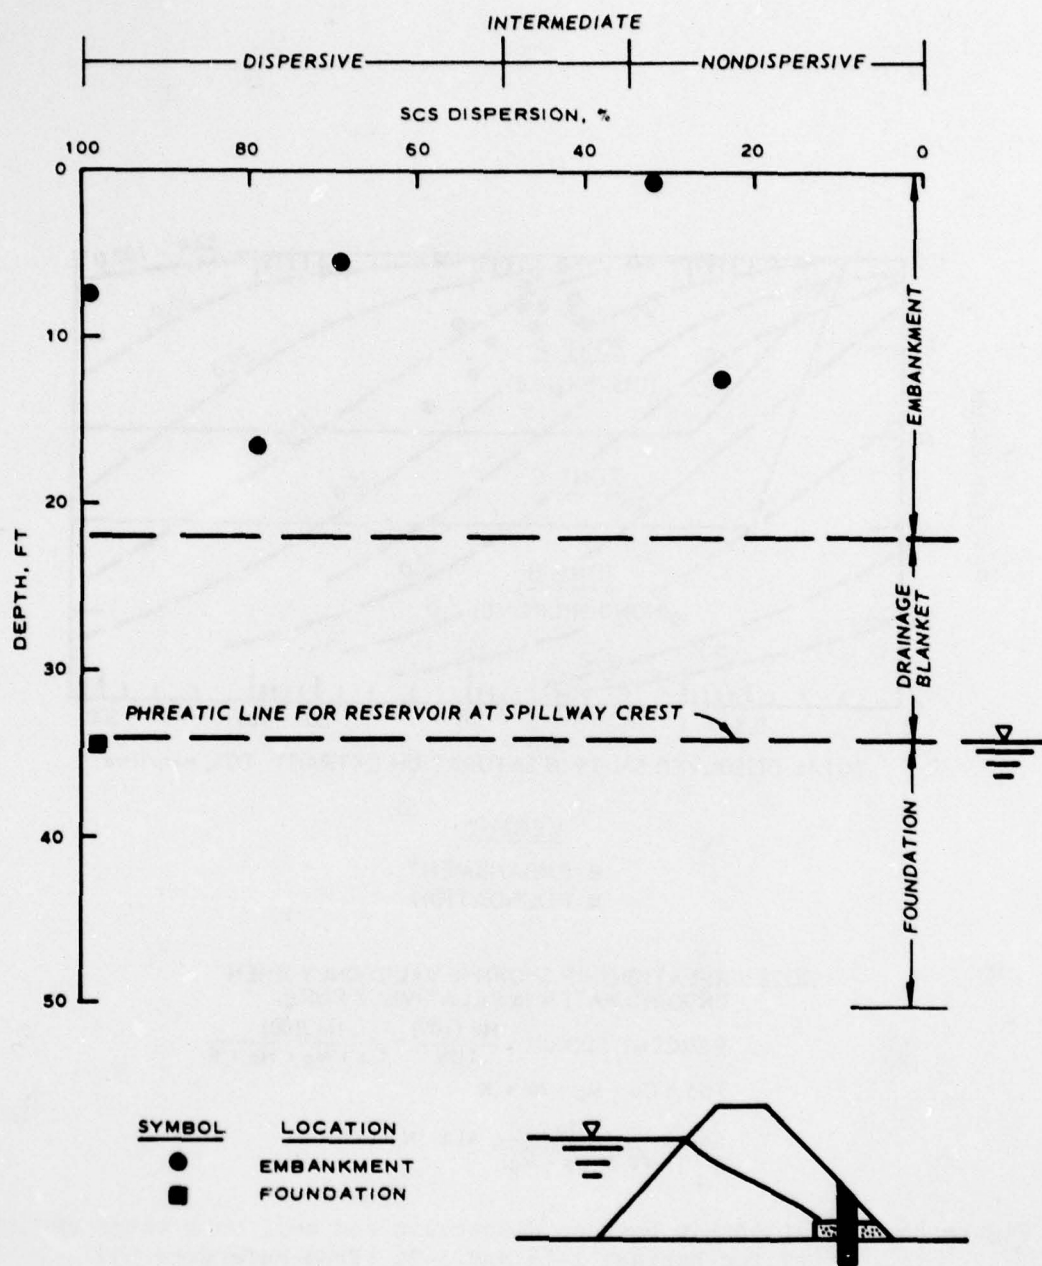 INTERMEDIATE
DISPERSIVE
NONDISPERSIVE
SCS DISPERSION, %
100 80 60 40 20 0
0
10
20
30
40
50
DEPTH, FT
EMBANKMENT
DRAINAGE
BLANKET
PHREATIC LINE FOR RESERVOIR AT SPILLWAY CREST
FOUNDATION
SYMBOL LOCATION
EMBANKMENT
FOUNDATION